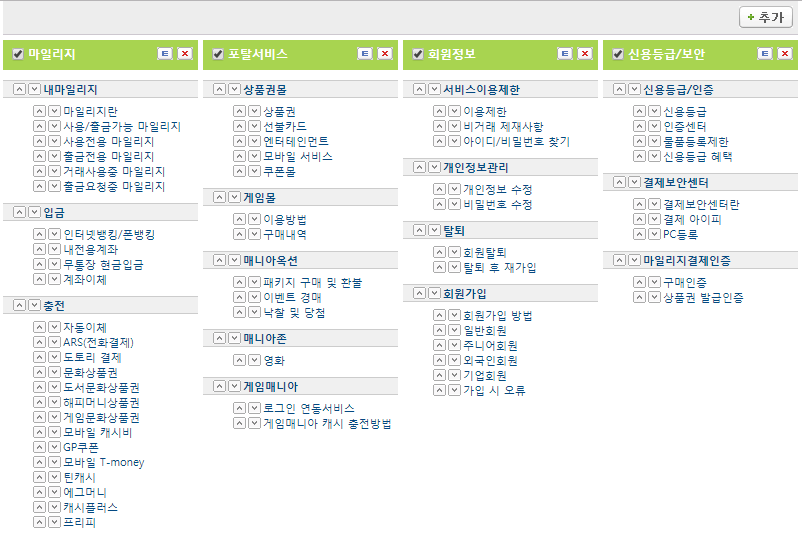 추가
마일리지
내마일리지
마일리지란
사용/출금가능 마일리지
사용전용 마일리지
출금전용 마일리지
거래사용중 마일리지
출금요청중 마일리지
입금
인터넷뱅킹/폰뱅킹
내전용계좌
무통장 현금입금
계좌이체
충전
자동이체
ARS(전화결제)
도토리 결제
문화상품권
도서문화상품권
해피머니상품권
게임문화상품권
모바일 캐시비
GP쿠폰
모바일 T-money
틴캐시
에그머니
캐시플러스
프리피
포탈서비스
상품권몰
상품권
선불카드
엔터테인먼트
모바일 서비스
쿠폰몰
게임몰
이용방법
구매내역
매니아옥션
패키지 구매 및 환불
이벤트 경매
낙찰 및 당첨
매니아존
영화
게임매니아
로그인 연동서비스
게임매니아 캐시 충전방법
회원정보
서비스이용제한
이용제한
비거래 제재사항
아이디/비밀번호 찾기
개인정보관리
개인정보 수정
비밀번호 수정
탈퇴
회원탈퇴
탈퇴 후 재가입
회원가입
회원가입 방법
일반회원
주니어회원
외국인회원
기업회원
가입 시 오류
신용등급/보안
신용등급/인증
신용등급
인증센터
물품등록제한
신용등급 혜택
결제보안센터
결제보안센터란
결제 아이피
PC등록
마일리지결제인증
구매인증
상품권 발급인증